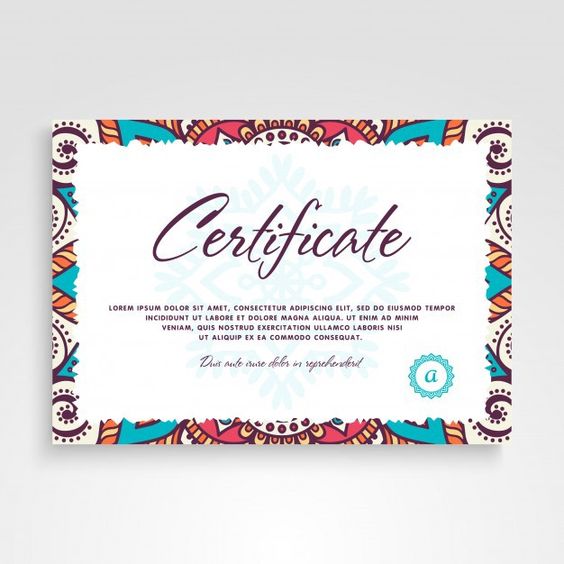 Certificate
LOREM IPSUM DOLOR SIT AMET, CONSECTETUR ADIPISCING ELIT, SED DO EIUSMOD TEMPOR
INCIDIDUNT UT LABORE ET DOLORE MAGNA ALIQUA. UT ENIM AD MINIM
VENIAM, QUIS NOSTRUD EXERCITATION ULLAMCO LABORIS NISI
UT ALIQUIP EX EA COMMODO CONSEQUAT.
Duis aute irure dolor in reprehenderit
a